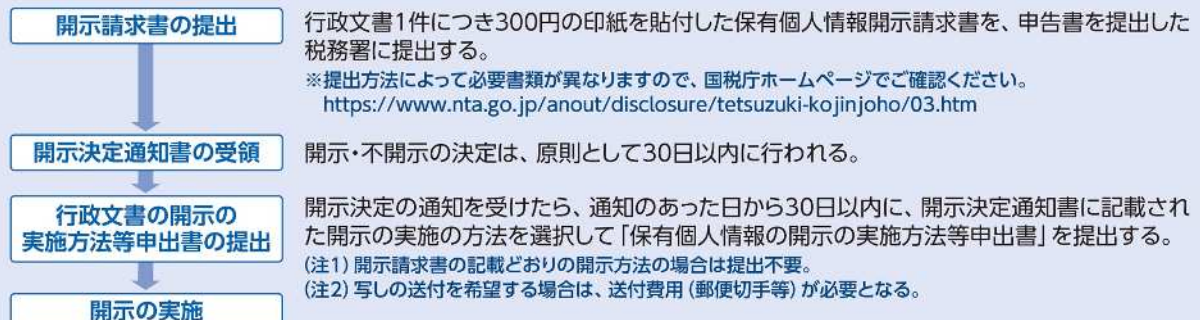 開示請求書の提出
行政文書1件につき300円の印紙を貼付した保有個人情報開示請求書を、申告書を提出した
税務署に提出する。
※提出方法によって必要書類が異なりますので、国税庁ホームページでご確認ください。
https://www.nta.go.jp/anout/disclosure/tetsuzuki-kojinjoho/03.htm
開示決定通知書の受領
開示・不開示の決定は、原則として30日以内に行われる。
行政文書の開示の
実施方法等申出書の提出
開示決定の通知を受けたら、通知のあった日から30日以内に、開示決定通知書に記載され
た開示の実施の方法を選択して「保有個人情報の開示の実施方法等申出書」を提出する。
(注1)開示請求書の記載どおりの開示方法の場合は提出不要。
(注2)写しの送付を希望する場合は、送付費用(郵便切手等)が必要となる。
開示の実施